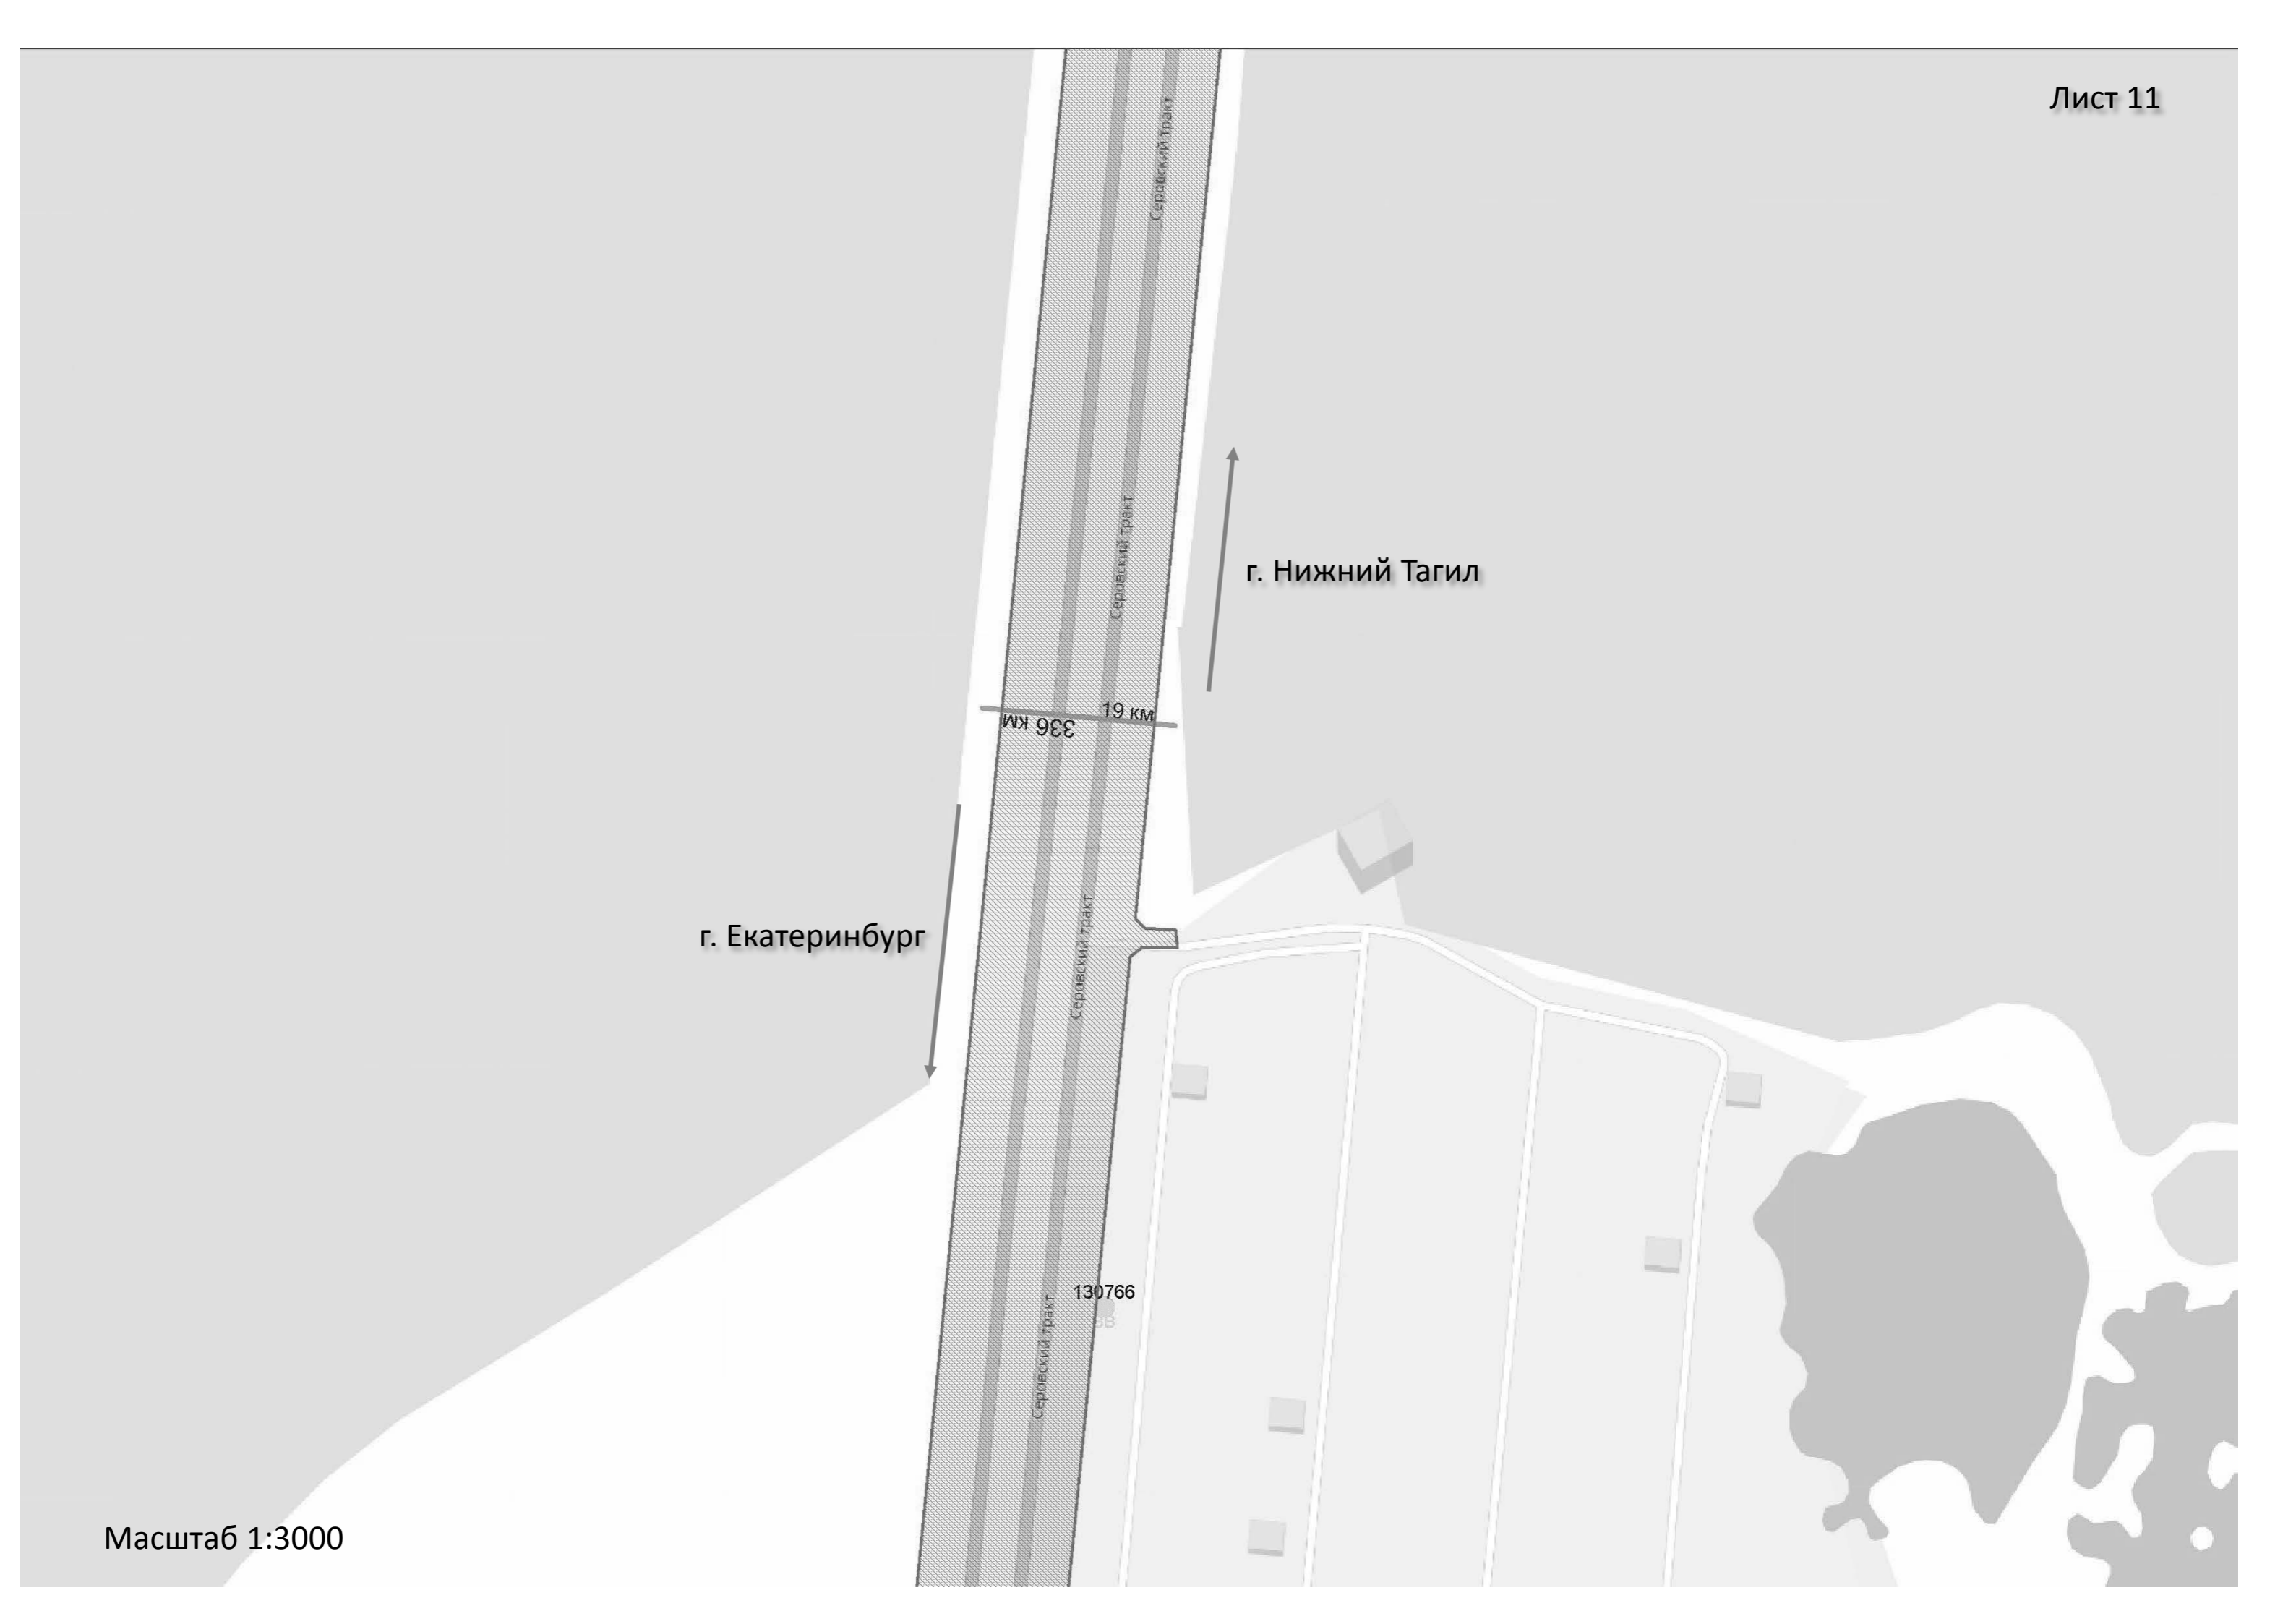 Лист 11
Серовский тракт
Серовский тракт
г. Нижний Тагил
19 км
336 км
г. Екатеринбург
Серовский тракт
130766
ВВ
Серовский тракт
Масштаб 1:3000